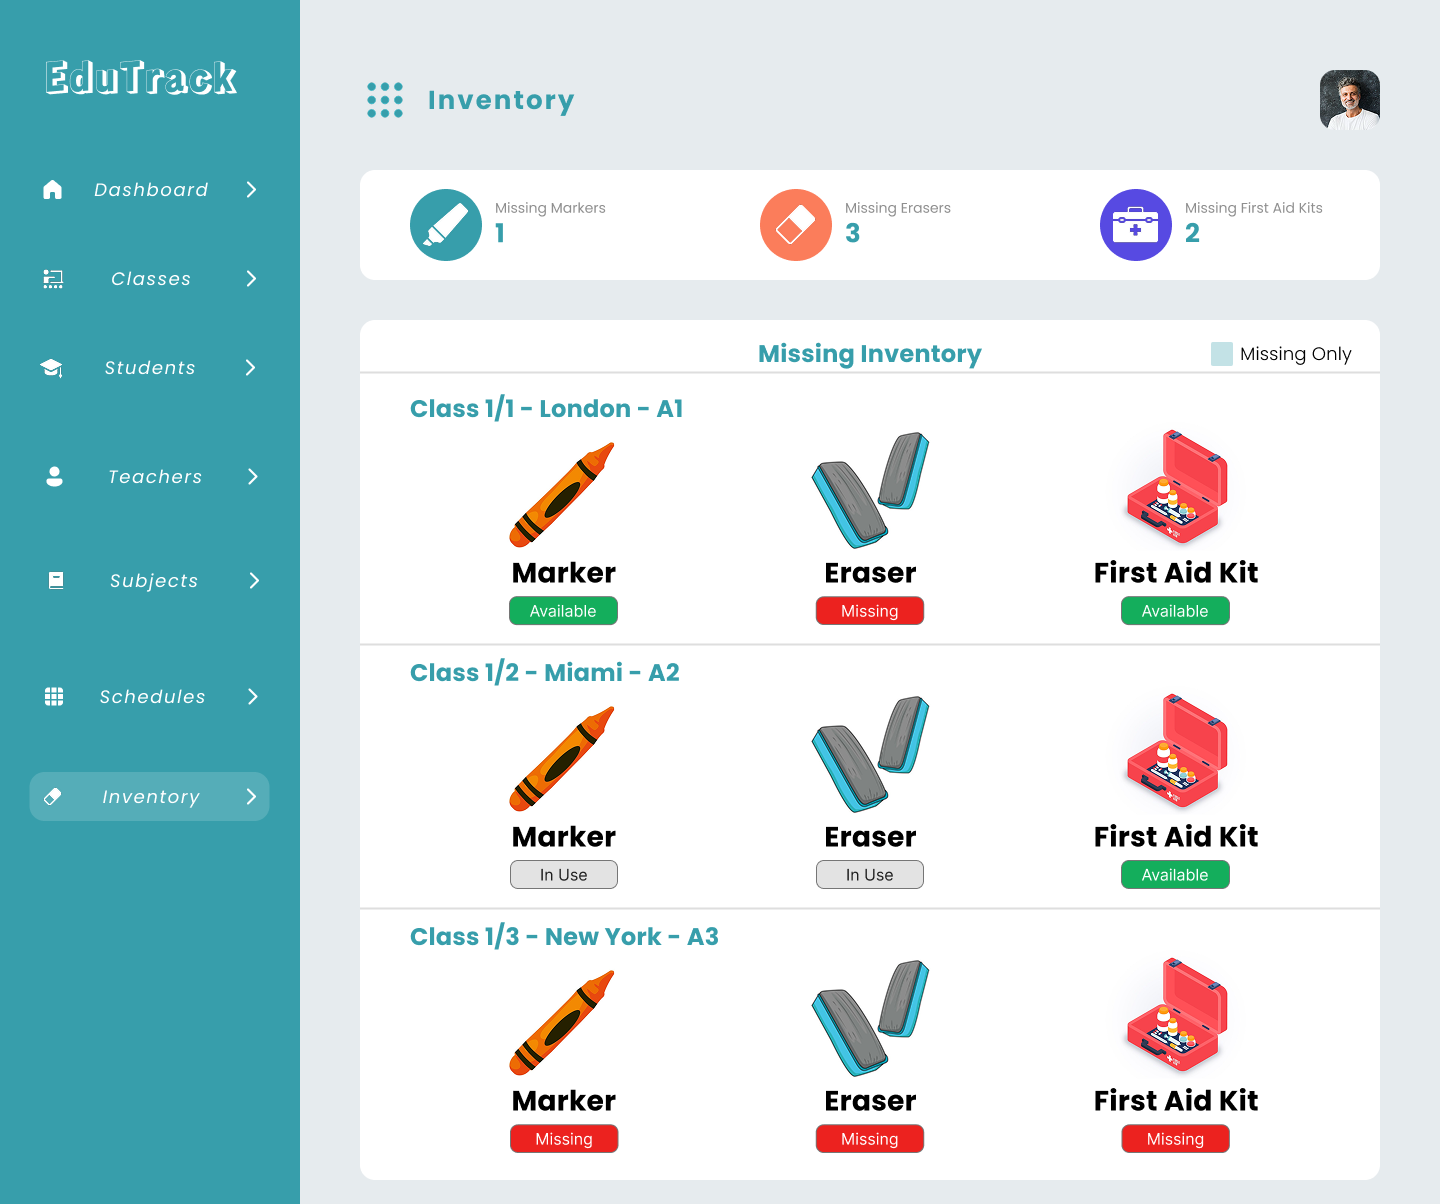 EduTrack
Dashboard
Classes
Students
Teachers
Subjects
Schedules
Inventory
Inventory
Missing Markers
1
Missing Erasers
3
Missing First Aid Kits
2
Missing Inventory
Missing Only
Class 1/1 - London - A1
Marker
Eraser
First Aid Kit
Available
Missing
Available
Class 1/2 - Miami - A2
Marker
Eraser
First Aid Kit
In Use
In Use
Available
Class 1/3 - New York - A3
Marker
Eraser
First Aid Kit
Missing
Missing
Missing